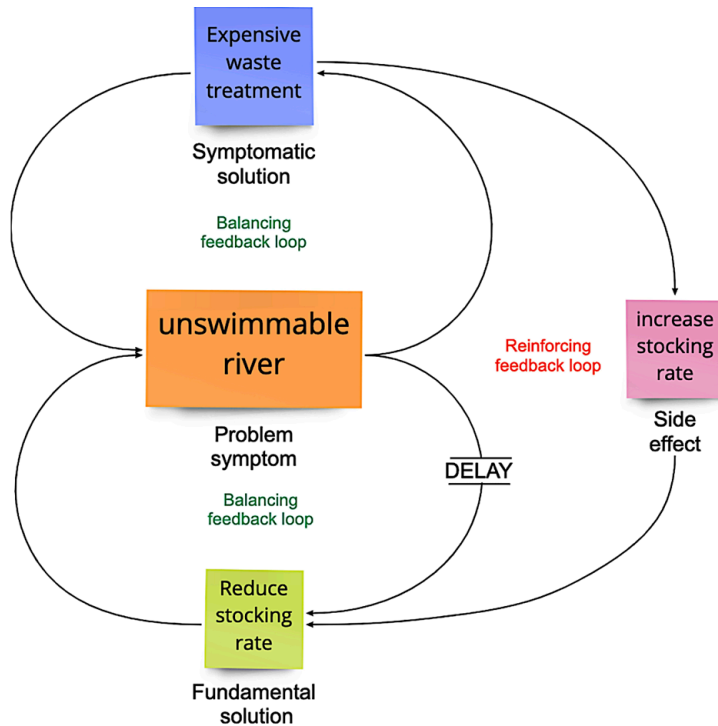 Expensive
waste
treatment
Symptomatic
solution
Balancing
feedback loop
unswimmable
river
Problem
symptom
Reinforcing
feedback loop
increase
stocking
rate
Side
effect
DELAY
Balancing
feedback loop
Reduce
stocking
rate
Fundamental
solution